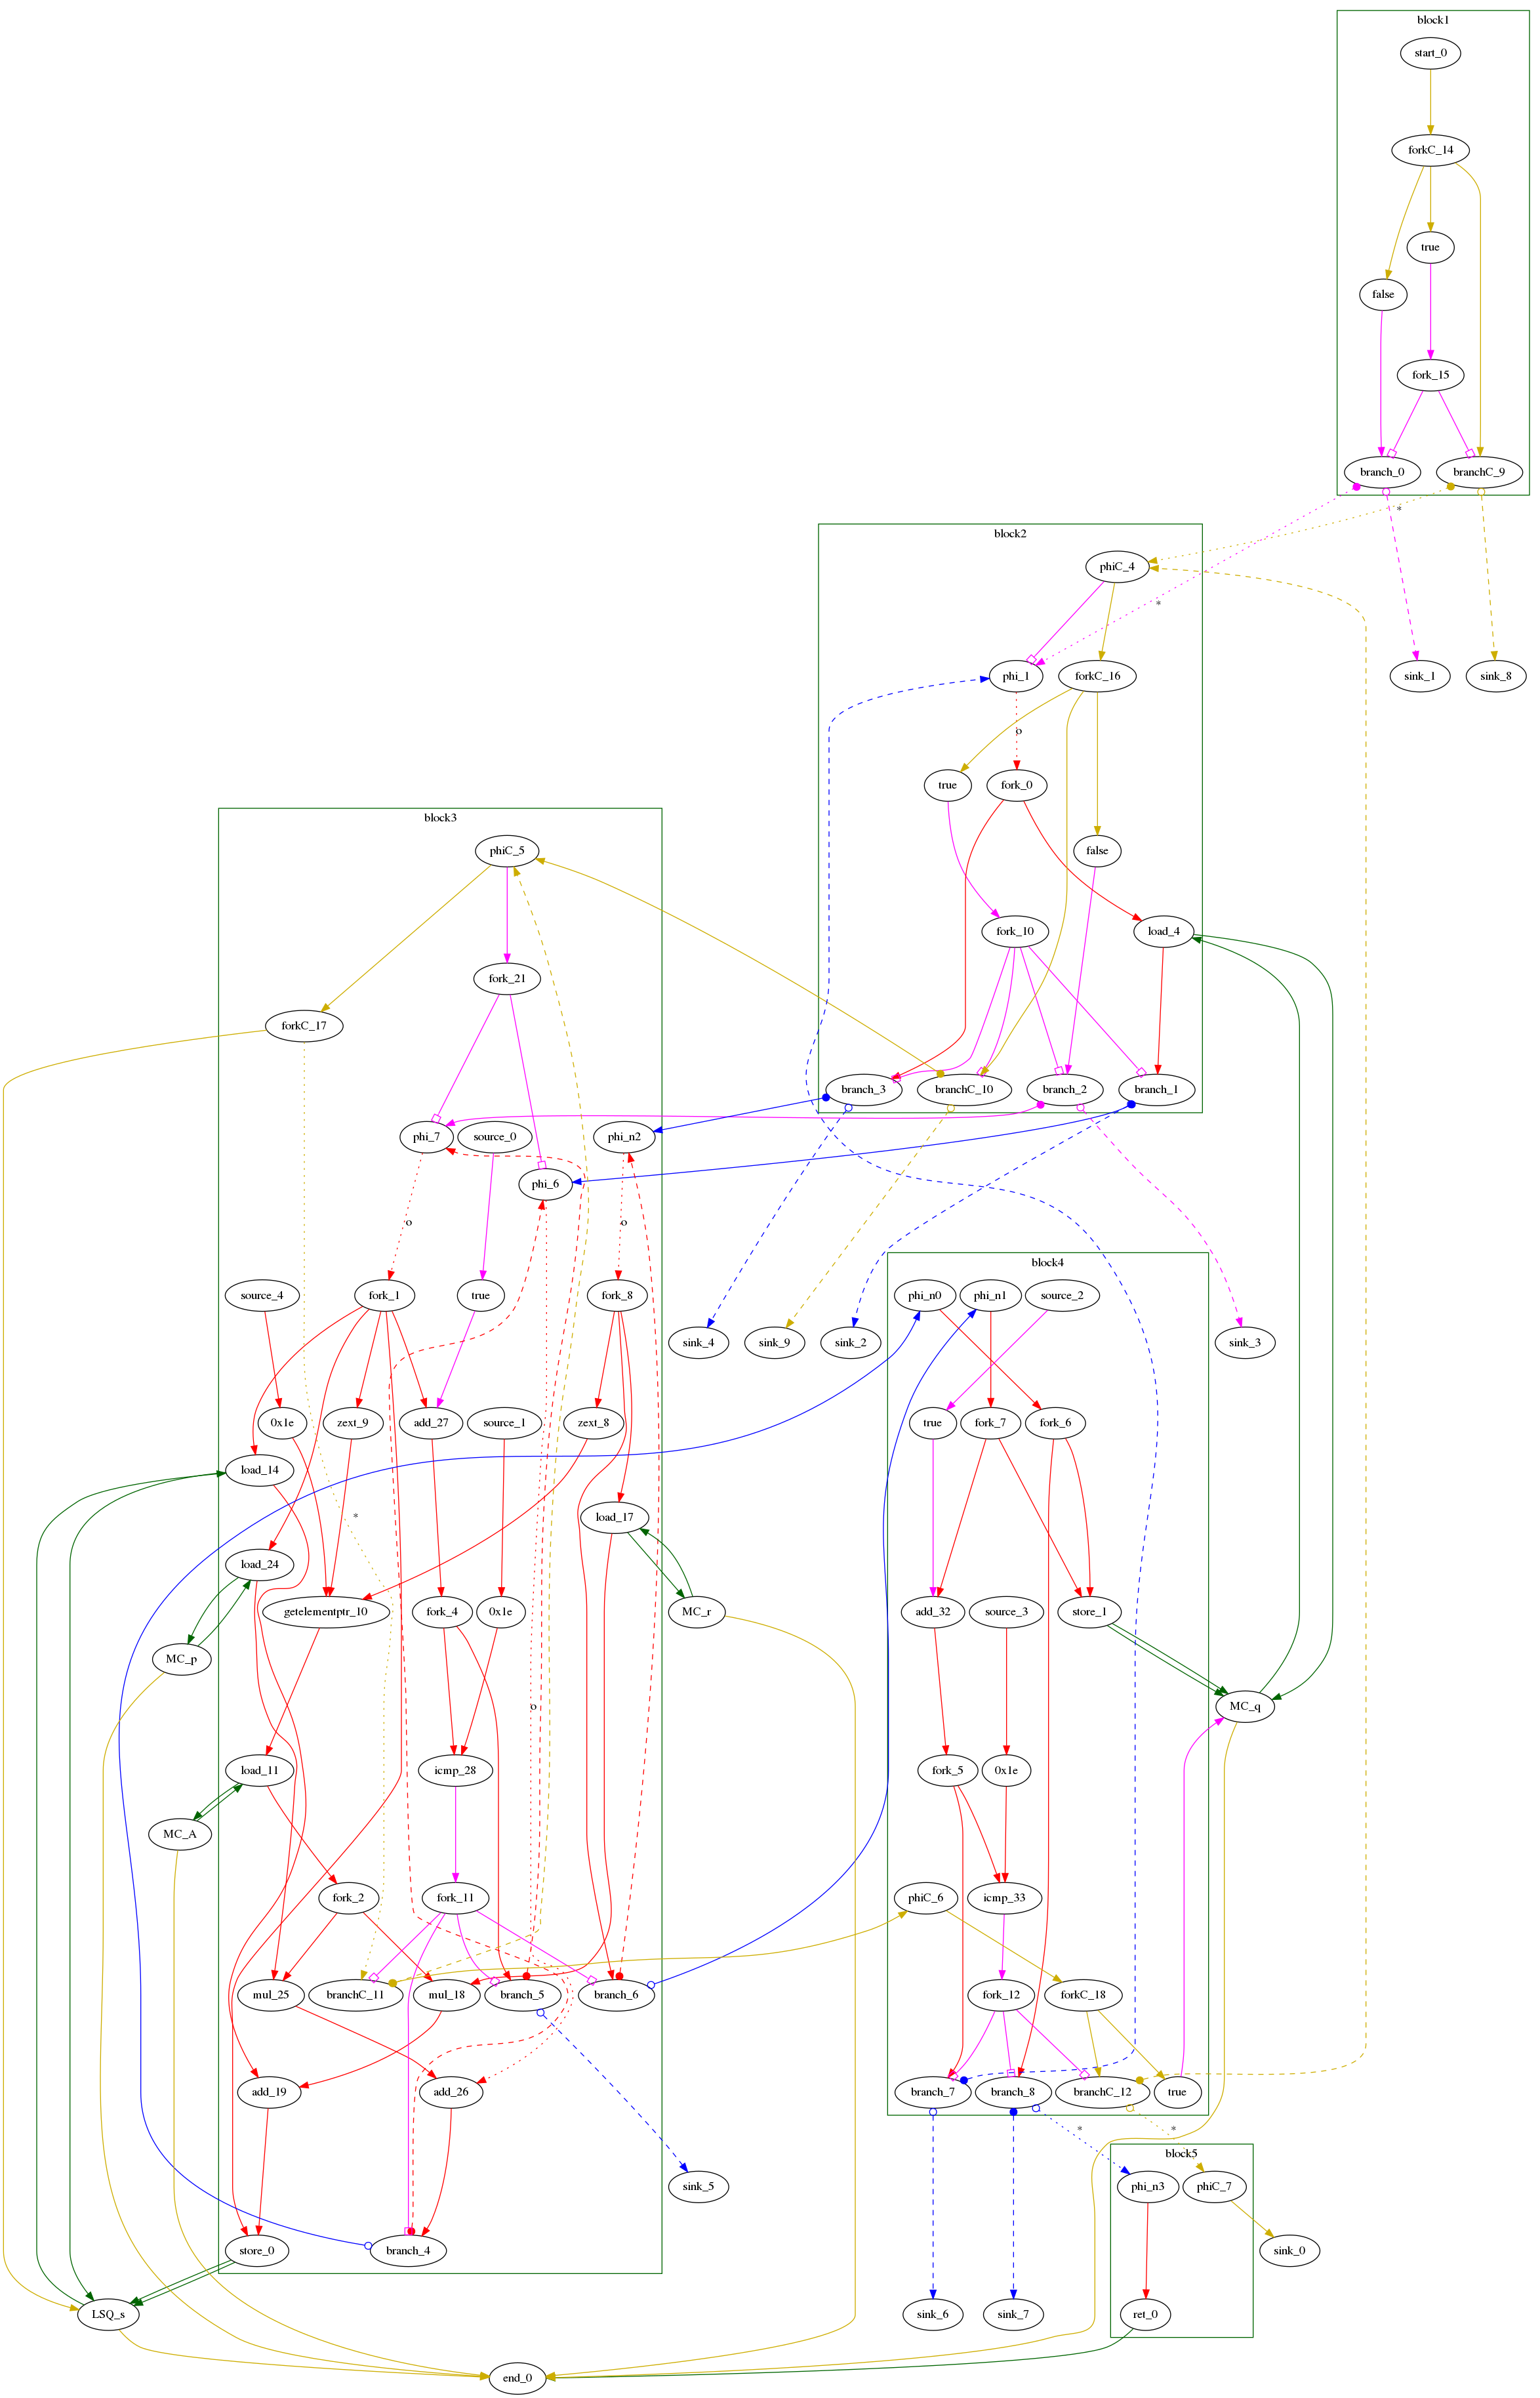 block1
start_0
forkC_14
true
false
fork_15
branch_0
branchC_9
*
block2
phiC_4
*
phi_1
forkC_16
sink_1
sink_8
o
true
fork_0
block3
phiC_5
false
fork_10
load_4
fork_21
forkC_17
branch_3
branchC_10
branch_2
branch_1
phi_7
source_0
phi_n2
phi_6
o
o
block4
source_4
fork_1
true
fork_8
phi_n0
phi_n1
source_2
sink_4
sink_9
sink_2
sink_3
0x1e
zext_9
add_27
source_1
zext_8
true
fork_7
fork_6
load_14
*
load_17
load_24
getelementptr_10
fork_4
0x1e
MC_r
add_32
source_3
store_1
MC_p
o
MC_q
load_11
icmp_28
fork_5
0x1e
MC_A
fork_2
fork_11
phiC_6
icmp_33
mul_25
branchC_11
mul_18
branch_5
branch_6
fork_12
forkC_18
add_19
add_26
branch_7
branch_8
branchC_12
true
*
*
block5
sink_5
phi_n3
phiC_7
store_0
branch_4
sink_0
LSQ_s
sink_6
sink_7
ret_0
end_0